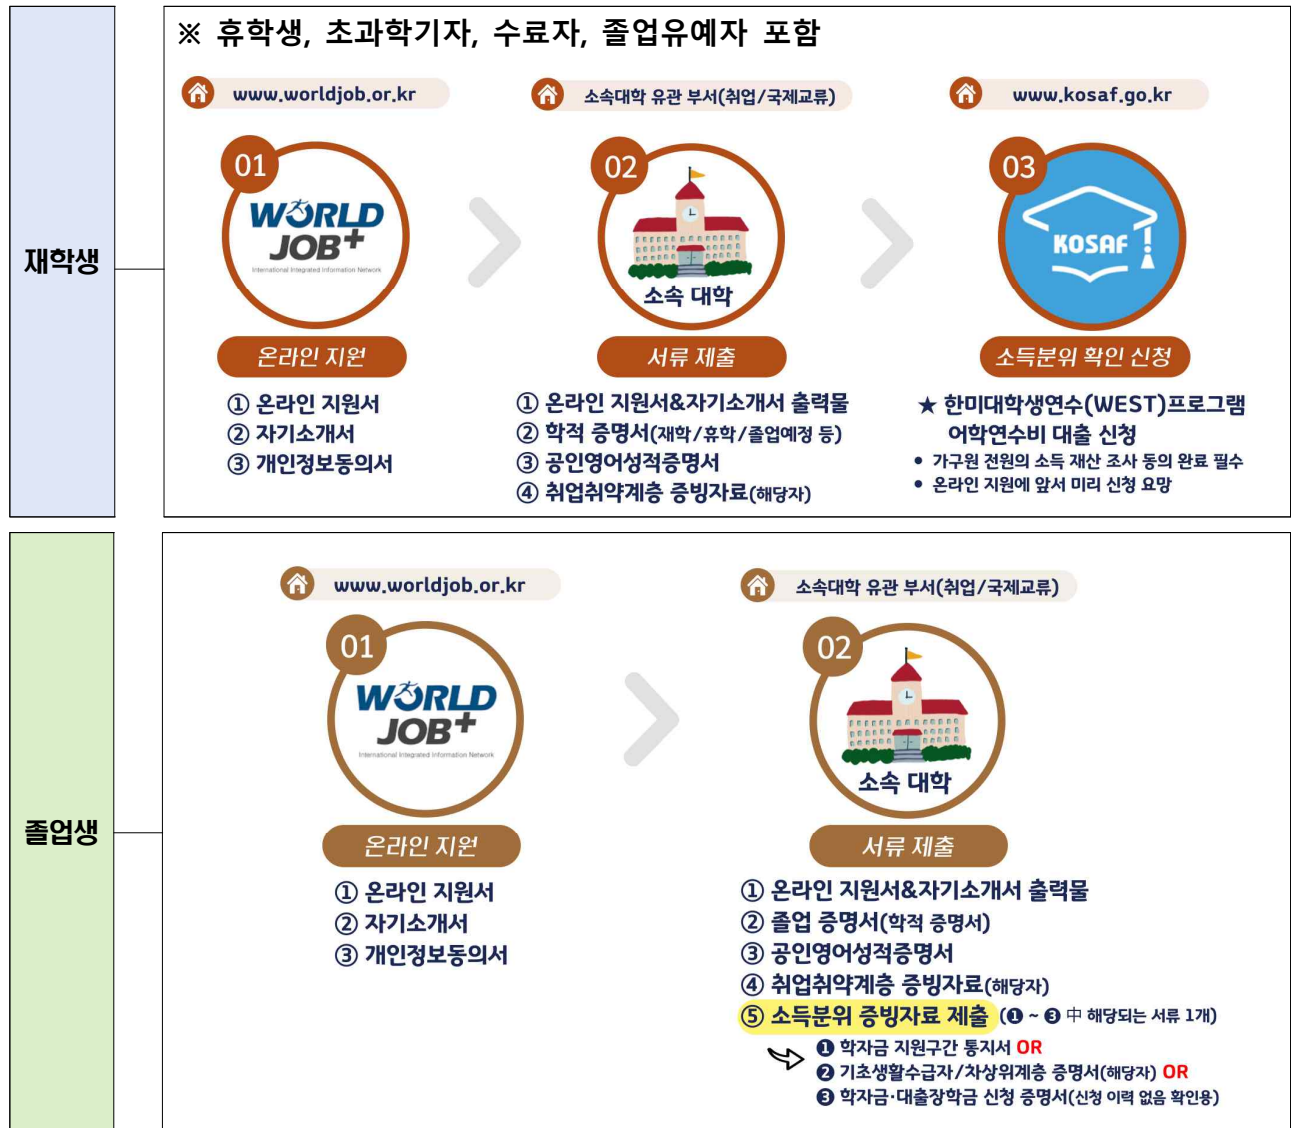 재학생
※ 휴학생, 초과학기자, 수료자, 졸업유예자 포함
www.worldjob.or.kr
01
WORLD
JOB+
International Integrated Information Network
온라인 지원
① 온라인 지원서
② 자기소개서
③ 개인정보동의서
소속대학 유관 부서(취업/국제교류)
02
소속 대학
서류 제출
① 온라인 지원서&자기소개서 출력물
② 학적 증명서(재학/휴학/졸업예정 등)
③ 공인영어성적증명서
④ 취업취약계층 증빙자료(해당자)
www.kosaf.go.kr
03
KOSAF
소득분위 확인 신청
★ 한미대학생연수(WEST)프로그램
어학연수비 대출 신청
• 가구원 전원의 소득 재산 조사 동의 완료 필수
• 온라인 지원에 앞서 미리 신청 요망
졸업생
www.worldjob.or.kr
01
WORLD
JOB+
International Integrated Information Network
온라인 지원
① 온라인 지원서
② 자기소개서
③ 개인정보동의서
소속대학 유관 부서(취업/국제교류)
02
소속 대학
서류 제출
① 온라인 지원서&자기소개서 출력물
② 졸업 증명서(학적 증명서)
③ 공인영어성적증명서
④ 취업취약계층 증빙자료(해당자)
⑤ 소득분위 증빙자료 제출 (❶ ~ ❸ 中 해당되는 서류 1개)
❶ 학자금 지원구간 통지서 OR
❷ 기초생활수급자/차상위계층 증명서(해당자) OR
❸ 학자금·대출장학금 신청 증명서(신청 이력 없음 확인용)